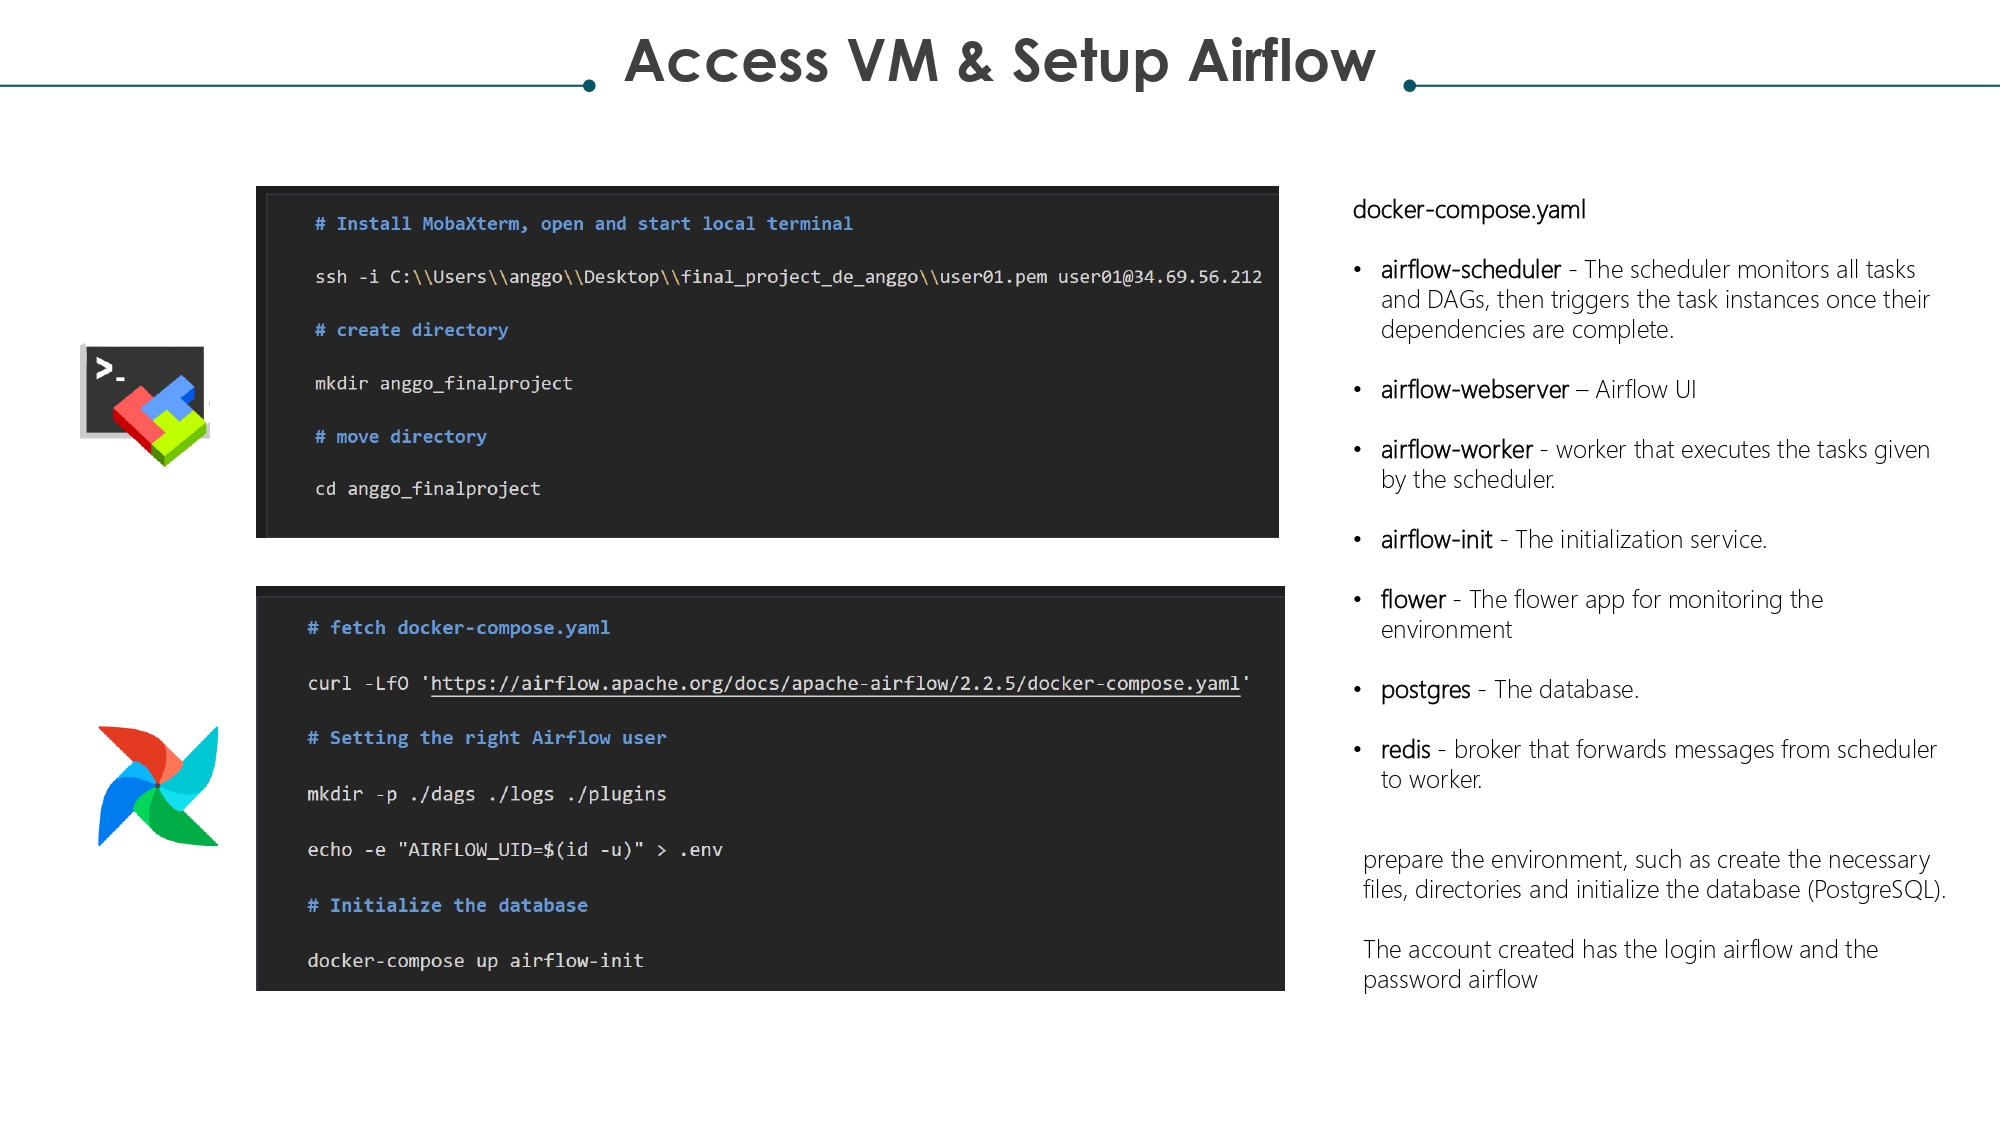 Access VM & Setup Airflow
# Install MobaXterm, open and start local terminal
ssh -i C:\\Users\\anggo\\Desktop\\final_project_de_anggo\\user01.pem user01@34.69.56.212
# create directory
mkdir anggo_finalproject
# move directory
cd anggo_finalproject
>_
# fetch docker-compose.yaml
curl -LfO 'https://airflow.apache.org/docs/apache-airflow/2.2.5/docker-compose.yaml'
# Setting the right Airflow user
mkdir -p ./dags ./logs ./plugins
echo -e "AIRFLOW_UID=$(id -u)" > .env
# Initialize the database
docker-compose up airflow-init
docker-compose.yaml
• airflow-scheduler - The scheduler monitors all tasks
and DAGs, then triggers the task instances once their
dependencies are complete.
• airflow-webserver – Airflow UI
• airflow-worker - worker that executes the tasks given
by the scheduler.
• airflow-init - The initialization service.
• flower - The flower app for monitoring the
environment
• postgres - The database.
• redis - broker that forwards messages from scheduler
to worker.
prepare the environment, such as create the necessary
files, directories and initialize the database (PostgreSQL).
The account created has the login airflow and the
password airflow